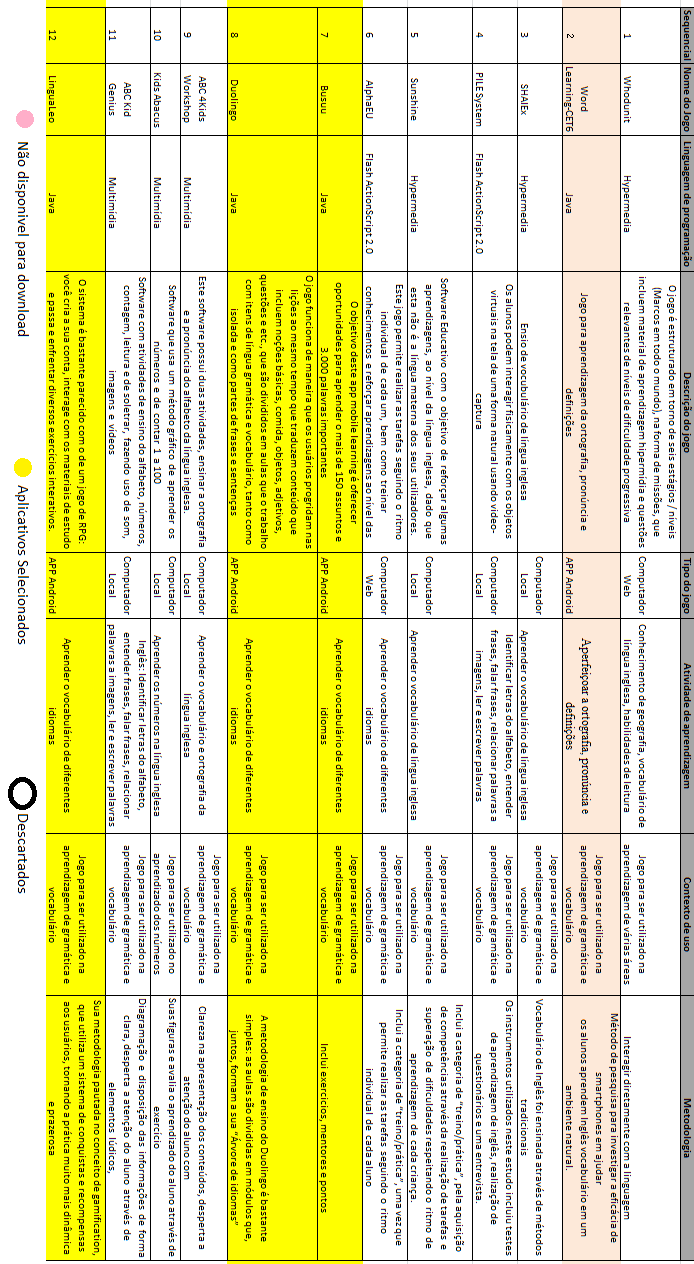 Sequencial Nome do Jogo Linguagem de programação Descrição do jogo Tipo do jogo Atividade de aprendizagem Contexto de uso Metodologia
1
Whodunit
Hypermedia
O jogo é estruturado em torno de seis estágios / níveis
(Marcos em todo o mundo), na forma de missões, que
incluem material de aprendizagem hipermídia e questões
relevantes de níveis de dificuldade progressiva
Computador
Web
Conhecimento de geografia, vocabulário de
língua inglesa, habilidades de leitura
Jogo para ser utilizado na
aprendizagem de várias áreas
Interagir diretamente com a linguagem
2
Word
Learning-CET6
Java
Jogo para aprendizagem da ortografia, pronúncia e
definições
APP Android
Aperfeiçoar a ortografia, pronúncia e
definições
Jogo para ser utilizado na
aprendizagem de gramática e
vocabulário
Método de pesquisa para investigar a eficácia de
smartphones em ajudar
os alunos aprendem Inglês vocabulário em um
ambiente natural.
3
SHAIEx
Hypermedia
Ensino de vocabulário de língua inglesa
Computador
Local
Aprender o vocabulário de língua inglesa
Jogo para ser utilizado na
aprendizagem de gramática e
vocabulário
Vocabulário de Inglês foi ensinada através de métodos
tradicionais
4
PILE System
Flash ActionScript 2.0
Os alunos podem interagir fisicamente com os objetos
virtuais na tela de uma forma natural usando vídeo-
captura
Computador
Local
Identificar letras do alfabeto, entender
frases, falar frases, relacionar palavras a
imagens, ler e escrever palavras
Jogo para ser utilizado na
aprendizagem de gramática e
vocabulário
Os instrumentos utilizados neste estudo incluiu testes
de aprendizagem de inglês, realização de
questionários e uma entrevista.
5
Sunshine
Hypermedia
Software Educativo com o objetivo de reforçar algumas
aprendizagens, ao nível da língua inglesa, dado que
esta não é a língua materna dos seus utilizadores.
Computador
Local
Aprender o vocabulário de língua inglesa
Jogo para ser utilizado na
aprendizagem de gramática e
vocabulário
Inclui a categoria de "treino/prática", pela aquisição
de competências através da realização de tarefas e
superação de dificuldades respeitando o ritmo de
aprendizagem de cada criança.
6
AlphaEU
Flash ActionScript 2.0
Este jogo permite realizar as tarefas seguindo o ritmo
individual de cada um, bem como treinar
conhecimentos e reforçar aprendizagens ao nível das
Computador
Web
Aprender o vocabulário de diferentes
idiomas
Jogo para ser utilizado na
aprendizagem de gramática e
vocabulário
Inclui a categoria de "treino/prática", uma vez que
permite realizar as tarefas seguindo o ritmo
individual de cada aluno
7
Busuu
Java
O objetivo deste app mobile learning é oferecer
oportunidades para aprender o mais de 150 assuntos e
3.000 palavras importantes
APP Android
Aprender o vocabulário de diferentes
idiomas
Jogo para ser utilizado na
aprendizagem de gramática e
vocabulário
Inclui exercícios, mentores e pontos
8
Duolingo
Java
O jogo funciona de maneira que os usuários progridam nas
lições ao mesmo tempo que traduzem conteúdo que
incluem noções básicas, comida, objetos, adjetivos,
questões e etc., que são divididos em aulas que o trabalho
com itens de língua gramática e vocabulário, tanto como
isolada e como partes de frases e sentenças
APP Android
Aprender o vocabulário de diferentes
idiomas
Jogo para ser utilizado na
aprendizagem de gramática e
vocabulário
A metodologia de ensino do Duolingo é bastante
simples: as aulas são divididas em módulos que,
juntos, formam a sua "Árvore de idiomas"
9
ABC 4Kids
Workshop
Multimídia
Este software possui duas atividades, ensinar a ortografia
e a pronúncia do alfabeto da língua inglesa.
Computador
Local
Aprender o vocabulário e ortografia da
língua inglesa
Jogo para ser utilizado na
aprendizagem de gramática e
vocabulário
Clareza na apresentação dos conteúdos, desperta a
atenção do aluno com
10
Kids Abacus
Multimídia
Software que usa um método gráfico de aprender os
números e de contar 1 a 100
Computador
Local
Aprender os números na língua inglesa
Jogo para ser utilizado no
aprendizado dos números
Suas figuras e avalia o aprendizado do aluno através de
exercício
11
ABC Kid
Genius
Multimídia
Software com atividades de ensino do alfabeto, números
contagem, leitura e de soletrar, fazendo uso de som,
imagens e vídeos
Computador
Local
Inglês: Identificar letras do alfabeto,
entender frases, falar frases, relacionar
palavras a imagens, ler e escrever palavras
Jogo para ser utilizado na
aprendizagem de gramática e
vocabulário
Diagramação e disposição das informações de forma
clara, desperta a atenção do aluno através de
elementos lúdicos.
12
LinguaLeo
Java
O sistema é bastante parecido com o de um jogo de RPG:
você cria a sua conta, interage com os materiais de estudo
e passa e enfrenter diversos exercícios interativos.
APP Android
Aprender o vocabulário de diferentes
idiomas
Jogo para ser utilizado na
aprendizagem de gramática e
vocabulário
Sua metodologia pautada no conceito de gamification,
que utiliza um sistema de conquistas e recompensas
aos usuários, tornando a prática muito mais dinâmica
e prazerosa
Não disponivel para download
Aplicativos Selecionados
Descartados